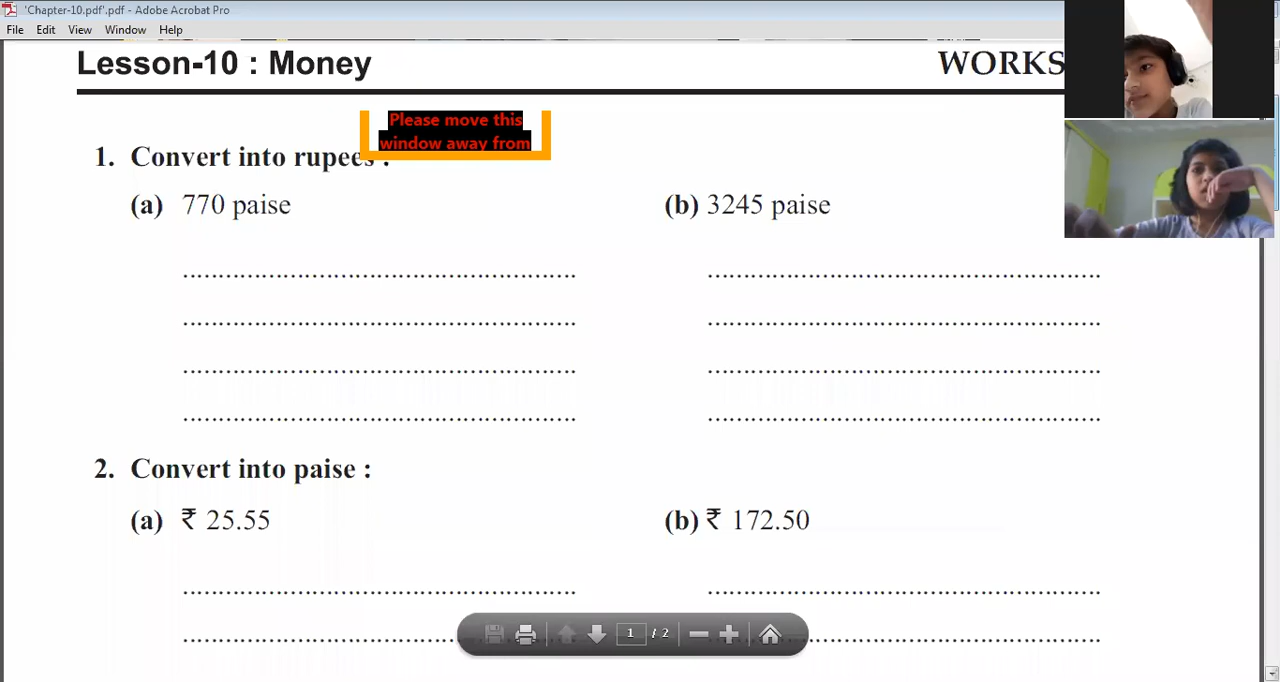 'Chapter-10.pdf'.pdf - Adobe Acrobat Pro
File Edit View Window Help
Lesson-10 : Money WORKS
Please move this
window away from
1. Convert into rupees :
(a) 770 paise (b) 3245 paise
2. Convert into paise :
(a) ₹ 25.55 (b) ₹ 172.50
1 / 2